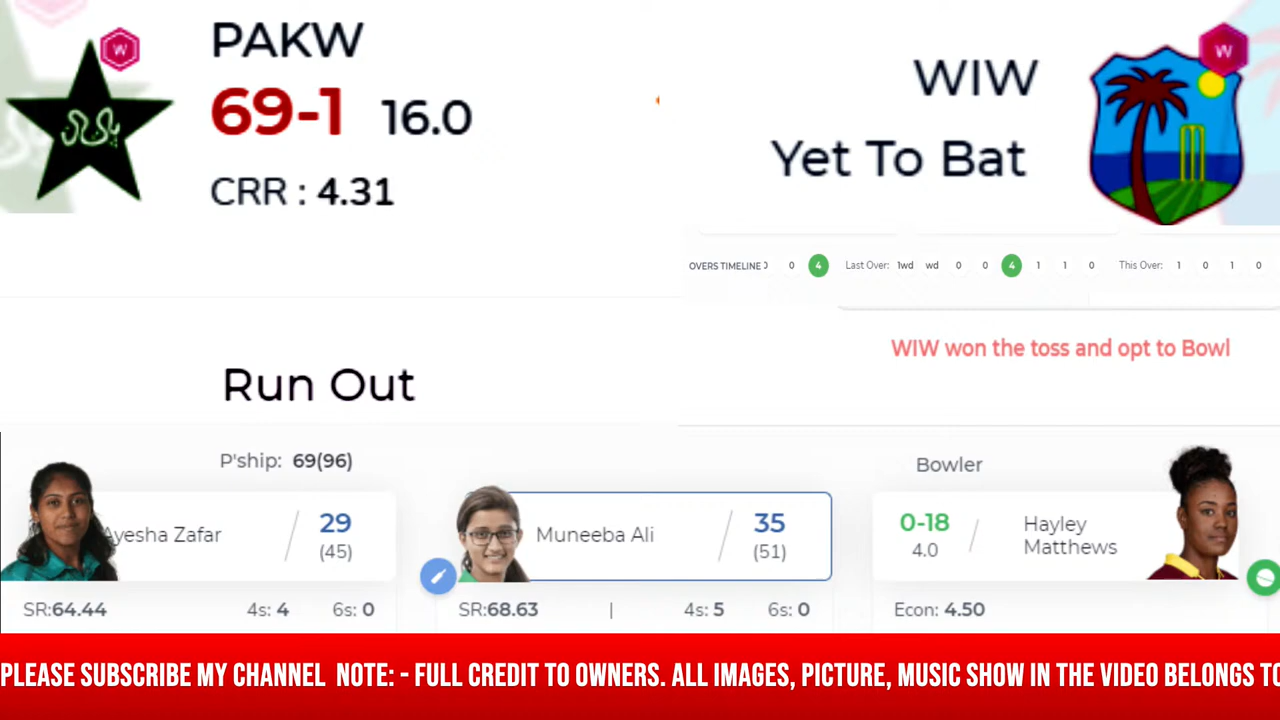 PAKW
69-1 16.0
CRR : 4.31
W
WIW
Yet To Bat
W
OVERS TIMELINE 0 4 Last Over: 1wd wd 0 0 4 1 1 0 This Over: 1 0 1 0
WIW won the toss and opt to Bowl
Run Out
P'ship: 69(96)
Ayesha Zafar 29
(45)
SR:64.44 4s: 4 6s: 0
Muneeba Ali 35
(51)
SR:68.63 | 4s: 5 6s: 0
Bowler
0-18
4.0
Hayley
Matthews
Econ: 4.50
PLEASE SUBSCRIBE MY CHANNEL NOTE: - FULL CREDIT TO OWNERS. ALL IMAGES, PICTURE, MUSIC SHOW IN THE VIDEO BELONGS TO